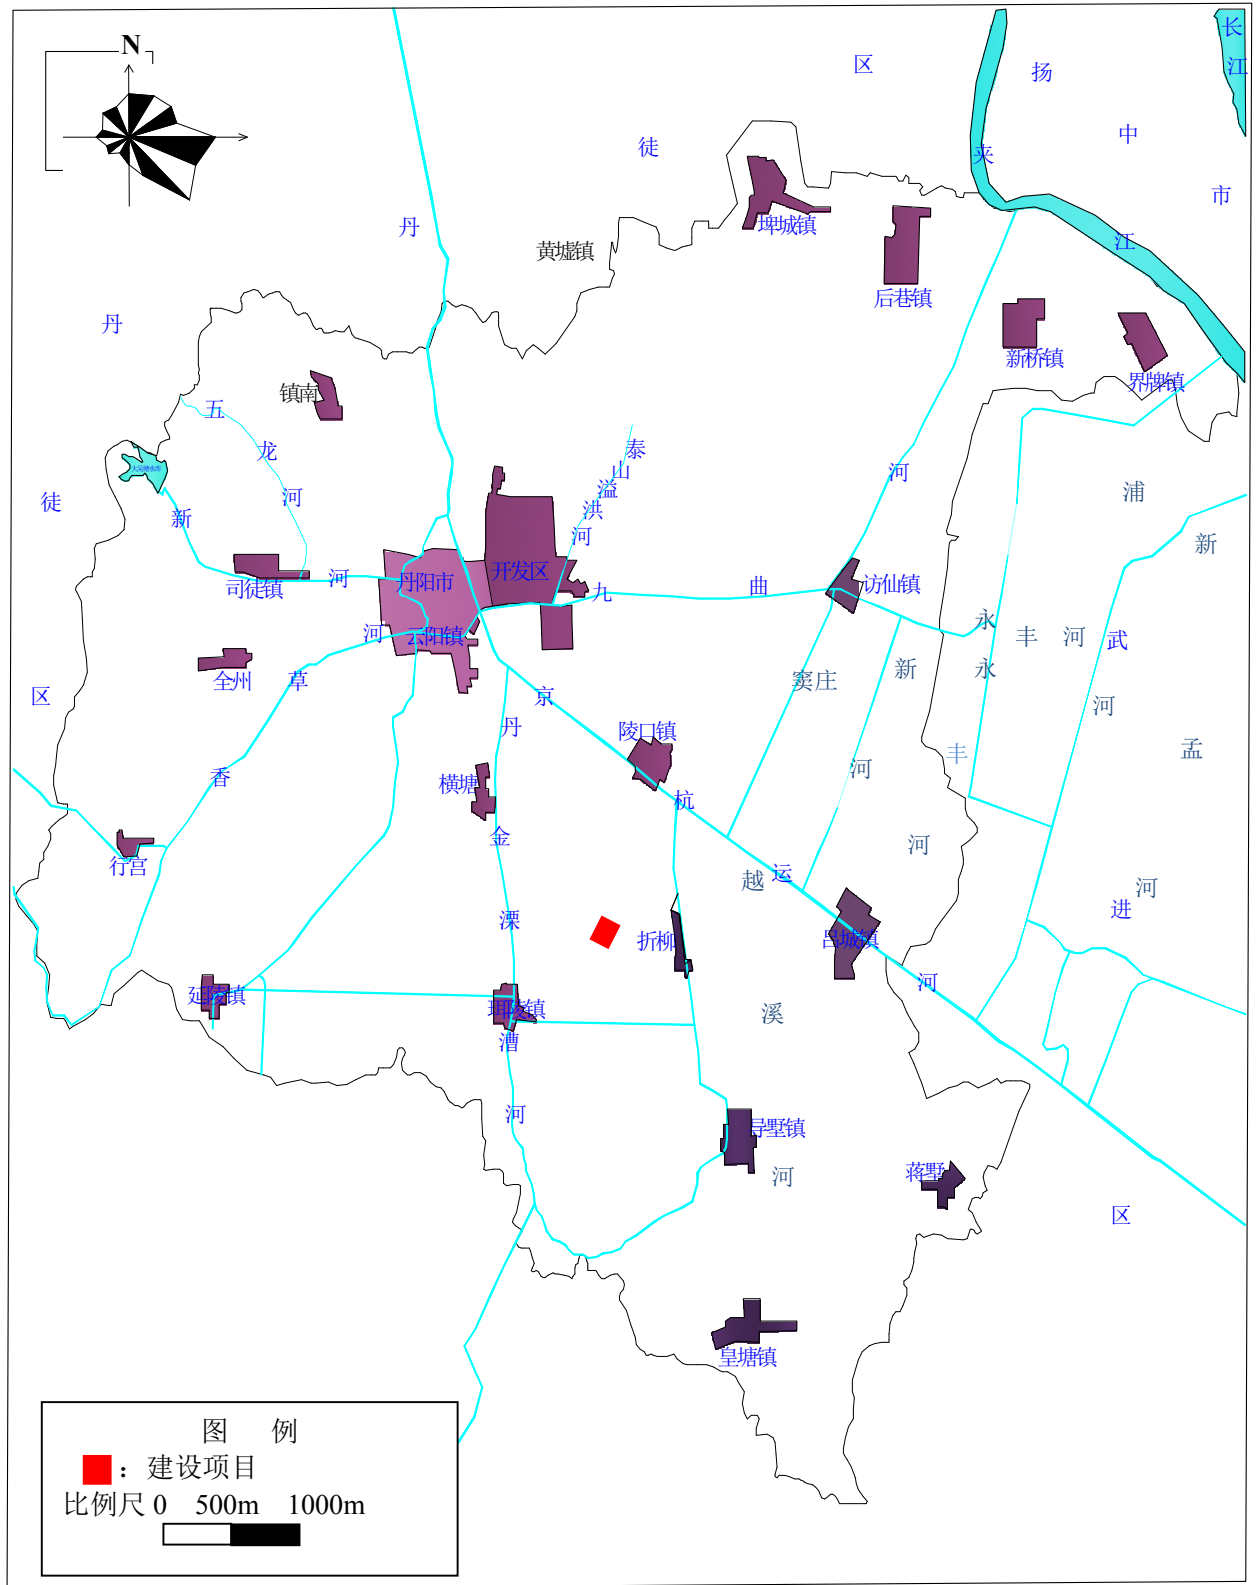 N
长
江
区
扬
中
市
徒
夹
江
丹
埤城镇
黄墟镇
后巷镇
丹
新桥镇
界牌镇
镇南
五
龙
河
泰
山
溢
洪
河
河
浦
新
徒
新
河
司徒镇
丹阳市
开发区
九
曲
访仙镇
河
云阳镇
永
丰
河
武
永
河
孟
全州
草
窦庄
新
区
京
丹
陵口镇
丰
香
横塘
河
杭
金
河
行宫
越
运
河
进
溧
折柳
吕城镇
河
延陵镇
珥陵镇
溪
漕
河
导墅镇
河
蒋墅
区
皇塘镇
图 例
：建设项目
比例尺 0 500m 1000m